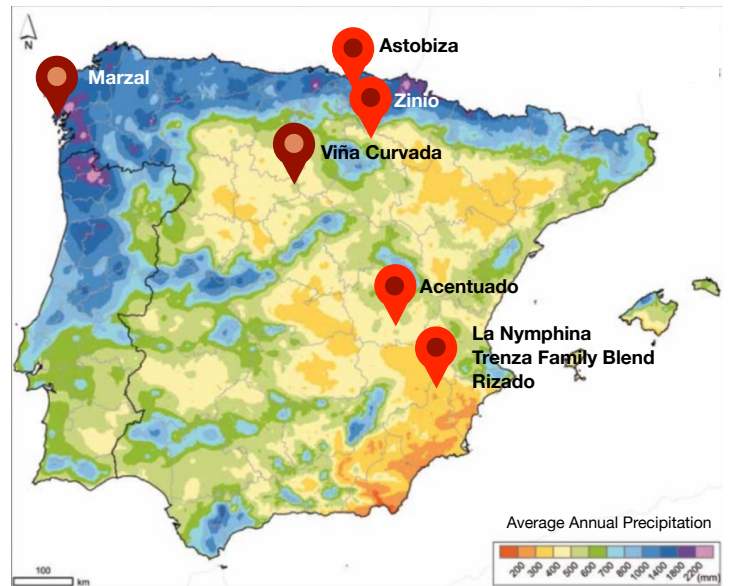 N
Astobiza
Marzal
Zinio
Viña Curvada
Acentuado
La Nymphina
Trenza Family Blend
Rizado
Average Annual Precipitation
200 300 400 500 600 700 800 1000 1400 1800 2200 (mm)
100
km